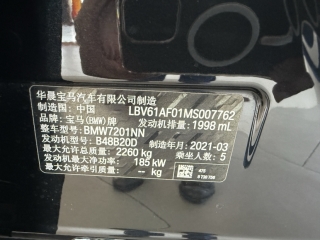 华晨宝马汽车有限公司制造
制造国: 中国 LBV61AF01MS007762
品牌: 宝马(BMW)牌 发动机排量: 1998 mL
整车型号: BMW7201NN
发动机型号: B48B20D 制造年月: 2021-03
最大允许总质量: 2260 kg 乘坐人数: 5
发动机最大净功率: 185 kW
最大允许牵引质量: -- kg
475